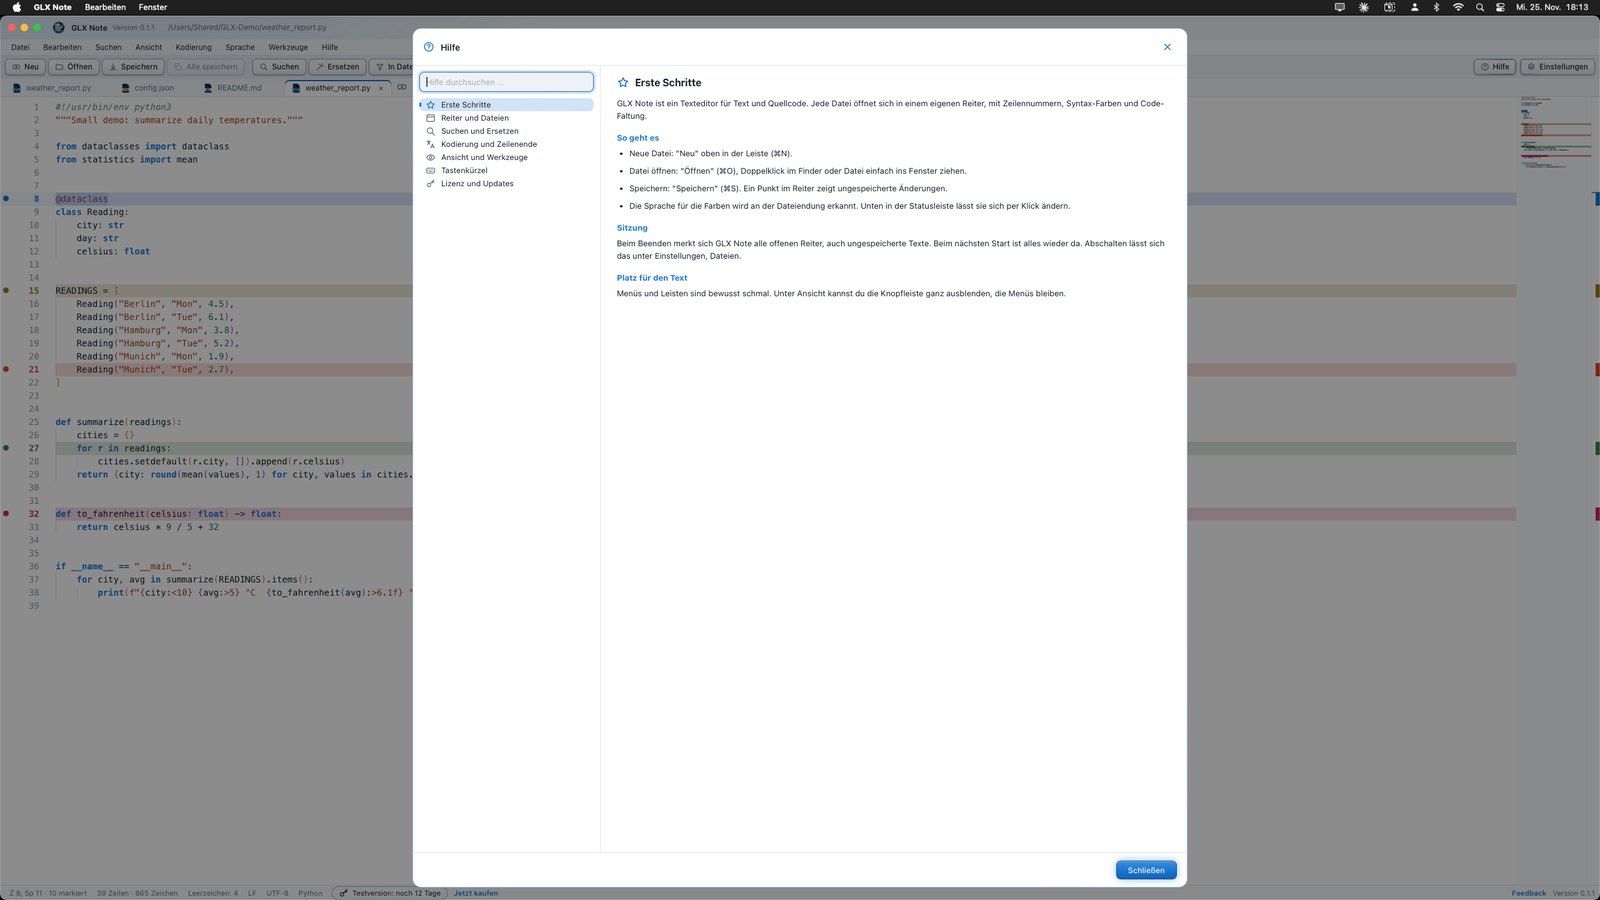 GLX Note Bearbeiten Fenster
Mi. 25. Nov. 18:13
GLX Note Version 0.1.1 /Users/Shared/GLX-Demo/weather_report.py
Datei Bearbeiten Suchen Ansicht Kodierung Sprache Werkzeuge Hilfe
Neu Öffnen Speichern Alle speichern Suchen Ersetzen In Date
Hilfe Einstellungen
weather_report.py config.json README.md weather_report.py
1 #!/usr/bin/env python3
2 """Small demo: summarize daily temperatures."""
3
4 from dataclasses import dataclass
5 from statistics import mean
6
7
8 @dataclass
9 class Reading:
10 city: str
11 day: str
12 celsius: float
13
14
15 READINGS = [
16 Reading("Berlin", "Mon", 4.5),
17 Reading("Berlin", "Tue", 6.1),
18 Reading("Hamburg", "Mon", 3.8),
19 Reading("Hamburg", "Tue", 5.2),
20 Reading("Munich", "Mon", 1.9),
21 Reading("Munich", "Tue", 2.7),
22 ]
23
24
25 def summarize(readings):
26 cities = {}
27 for r in readings:
28 cities.setdefault(r.city, []).append(r.celsius)
29 return {city: round(mean(values), 1) for city, values in cities.
30
31
32 def to_fahrenheit(celsius: float) -> float:
33 return celsius * 9 / 5 + 32
34
35
36 if __name__ == "__main__":
37 for city, avg in summarize(READINGS).items():
38 print(f"{city:<10} {avg:>5} °C {to_fahrenheit(avg):>6.1f} °
39
Hilfe
Hilfe durchsuchen ...
Erste Schritte
Reiter und Dateien
Suchen und Ersetzen
Kodierung und Zeilenende
Ansicht und Werkzeuge
Tastenkürzel
Lizenz und Updates
Erste Schritte
GLX Note ist ein Texteditor für Text und Quellcode. Jede Datei öffnet sich in einem eigenen Reiter, mit Zeilennummern, Syntax-Farben und Code-
Faltung.
So geht es
• Neue Datei: "Neu" oben in der Leiste (⌘N).
• Datei öffnen: "Öffnen" (⌘O), Doppelklick im Finder oder Datei einfach ins Fenster ziehen.
• Speichern: "Speichern" (⌘S). Ein Punkt im Reiter zeigt ungespeicherte Änderungen.
• Die Sprache für die Farben wird an der Dateiendung erkannt. Unten in der Statusleiste lässt sie sich per Klick ändern.
Sitzung
Beim Beenden merkt sich GLX Note alle offenen Reiter, auch ungespeicherte Texte. Beim nächsten Start ist alles wieder da. Abschalten lässt sich
das unter Einstellungen, Dateien.
Platz für den Text
Menüs und Leisten sind bewusst schmal. Unter Ansicht kannst du die Knopfleiste ganz ausblenden, die Menüs bleiben.
Schließen
Z 8, Sp 11 · 10 markiert 39 Zeilen · 865 Zeichen Leerzeichen: 4 LF UTF-8 Python Testversion: noch 12 Tage Jetzt kaufen
Feedback Version 0.1.1